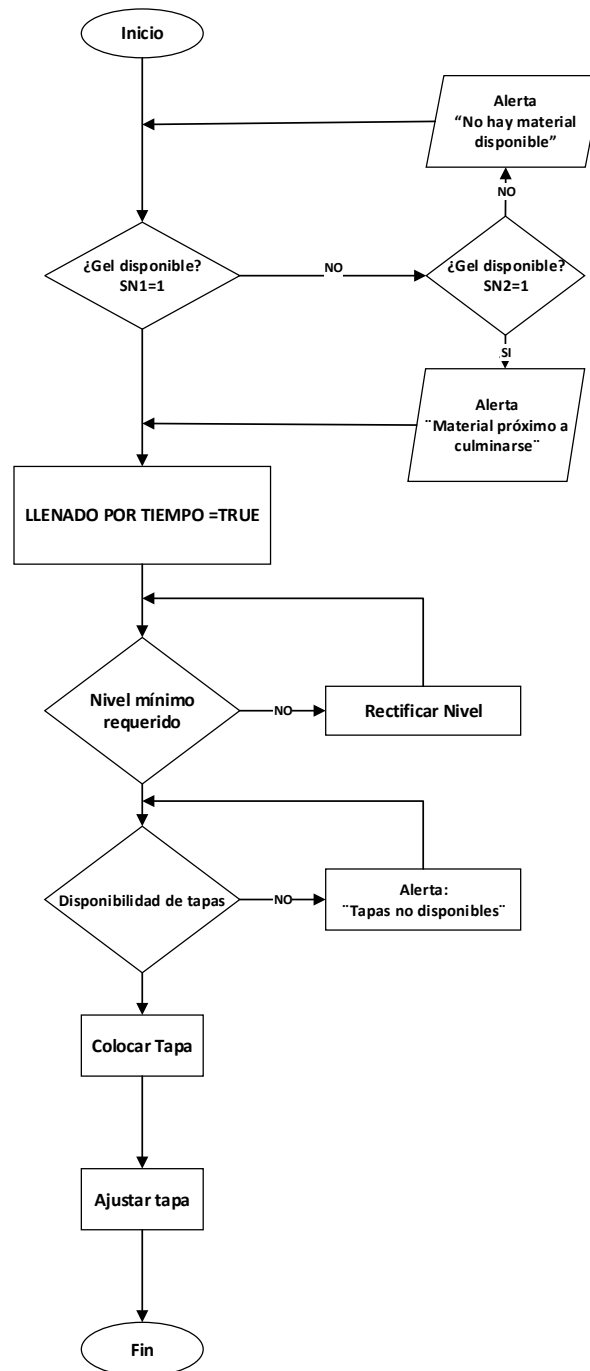 Inicio
Alerta
“No hay material
disponible”
NO
¿Gel disponible?
SN1=1
NO
¿Gel disponible?
SN2=1
SI
Alerta
¨Material próximo a
culminarse¨
LLENADO POR TIEMPO =TRUE
Nivel mínimo
requerido
NO
Rectificar Nivel
Disponibilidad de tapas
NO
Alerta:
¨Tapas no disponibles¨
Colocar Tapa
Ajustar tapa
Fin